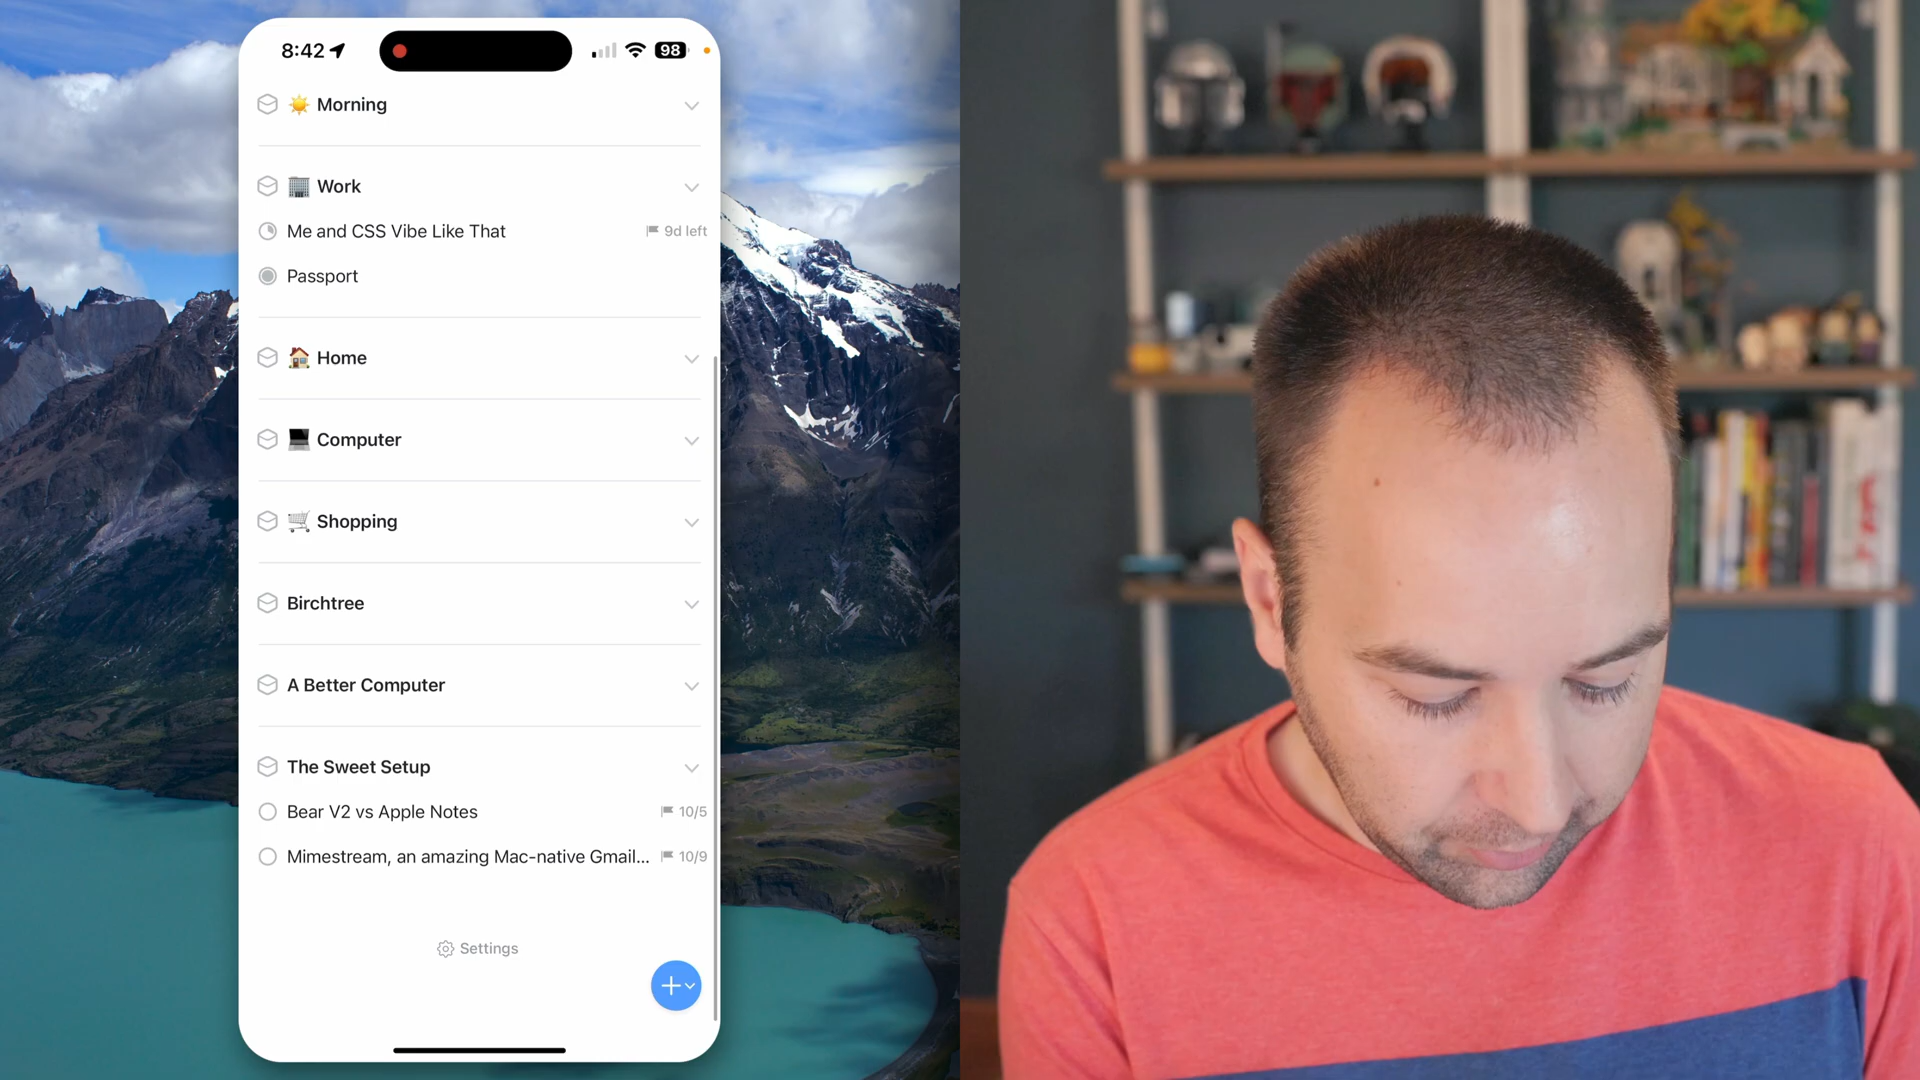 8:42
98
Morning
Work
Me and CSS Vibe Like That 9d left
Passport
Home
Computer
Shopping
Birchtree
A Better Computer
The Sweet Setup
Bear V2 vs Apple Notes 10/5
Mimestream, an amazing Mac-native Gmail... 10/9
Settings